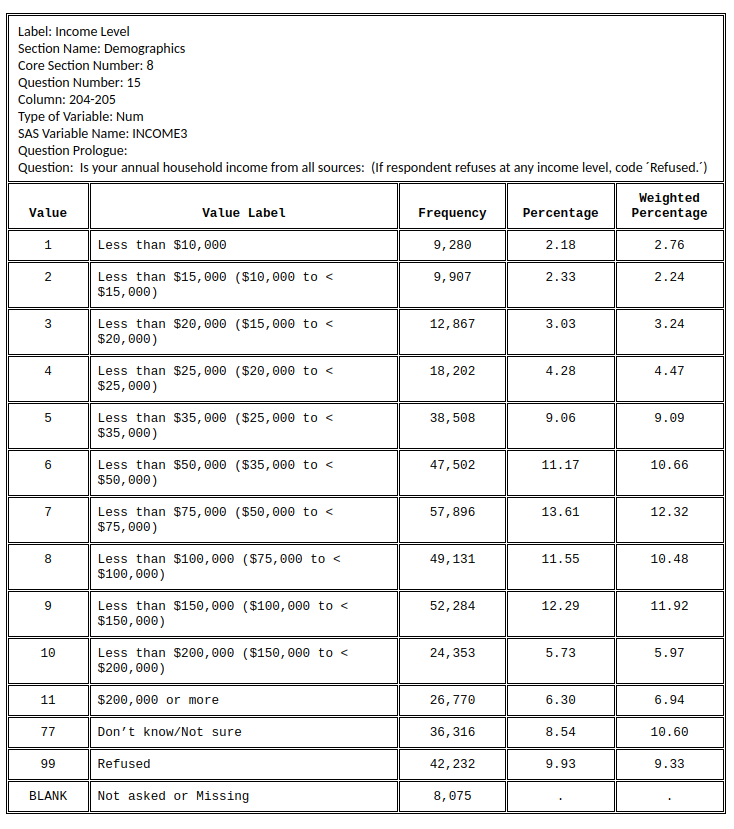 Label: Income Level
Section Name: Demographics
Core Section Number: 8
Question Number: 15
Column: 204-205
Type of Variable: Num
SAS Variable Name: INCOME3
Question Prologue:
Question:  Is your annual household income from all sources:  (If respondent refuses at any income level, code ´Refused.´)
Value Value Label Frequency Percentage Weighted Percentage
1 Less than $10,000 9,280 2.18 2.76
2 Less than $15,000 ($10,000 to < 9,907 2.33 2.24
$15,000)
3 Less than $20,000 ($15,000 to < 12,867 3.03 3.24
$20,000)
4 Less than $25,000 ($20,000 to < 18,202 4.28 4.47
$25,000)
5 Less than $35,000 ($25,000 to < 38,508 9.06 9.09
$35,000)
6 Less than $50,000 ($35,000 to < 47,502 11.17 10.66
$50,000)
7 Less than $75,000 ($50,000 to < 57,896 13.61 12.32
$75,000)
8 Less than $100,000 ($75,000 to < 49,131 11.55 10.48
$100,000)
9 Less than $150,000 ($100,000 to < 52,284 12.29 11.92
$150,000)
10 Less than $200,000 ($150,000 to < 24,353 5.73 5.97
$200,000)
11 $200,000 or more 26,770 6.30 6.94
77 Don’t know/Not sure 36,316 8.54 10.60
99 Refused 42,232 9.93 9.33
BLANK Not asked or Missing 8,075 . .